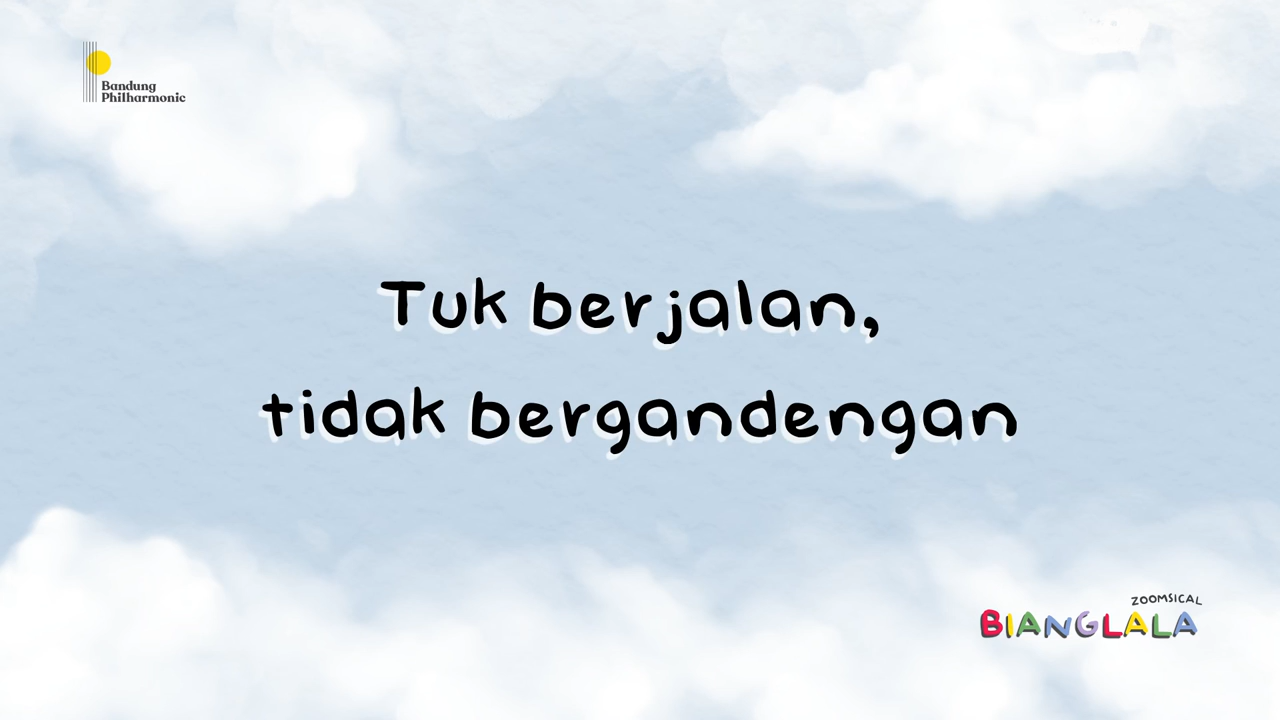 Bandung
Philharmonic
Tuk berjalan,
tidak bergandengan
ZOOMSICAL
BIANGLALA